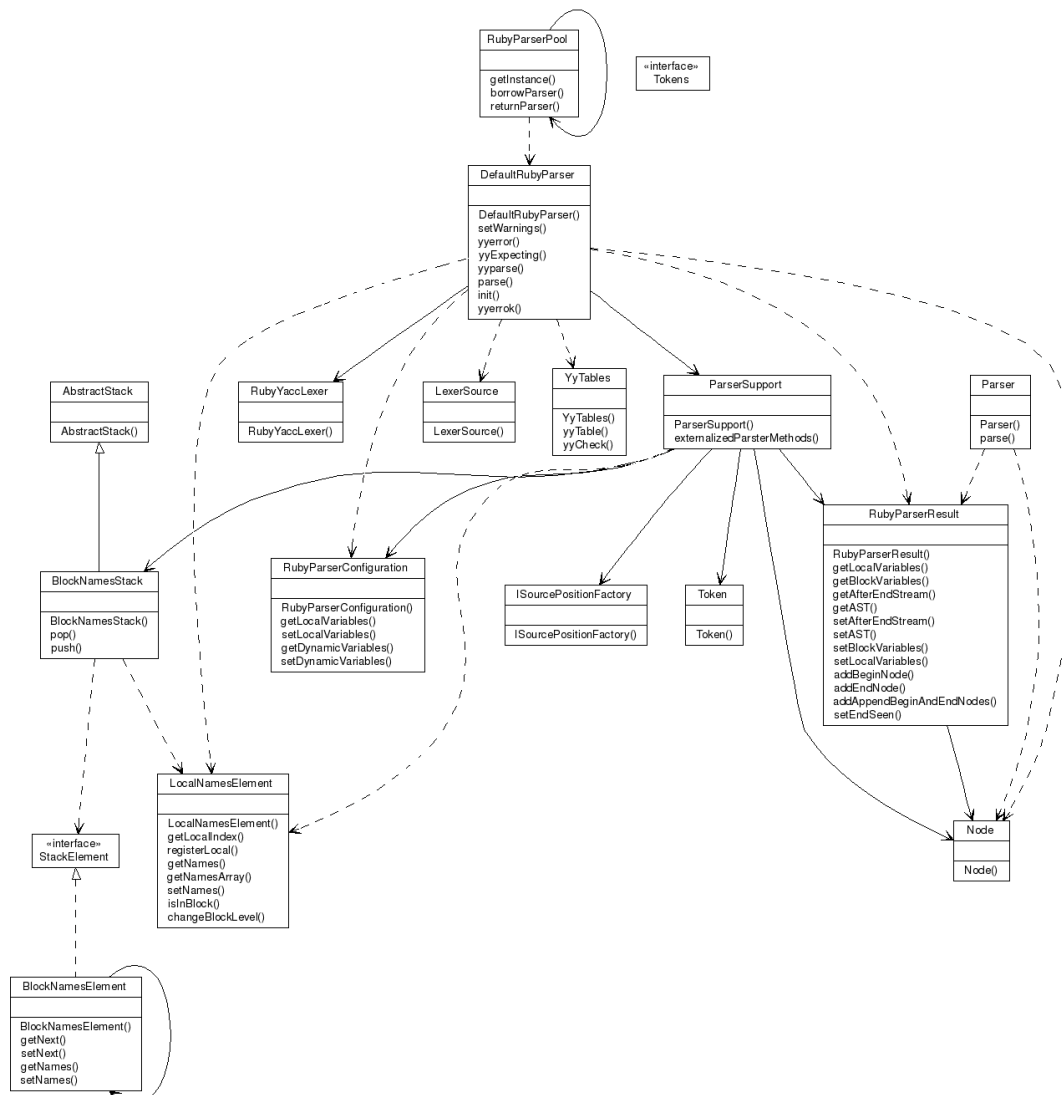 RubyParserPool
getInstance()
borrowParser()
returnParser()
«interface»
Tokens
DefaultRubyParser
DefaultRubyParser()
setWarnings()
yyerror()
yyExpecting()
yyparse()
parse()
init()
yyerrok()
AbstractStack
AbstractStack()
RubyYaccLexer
RubyYaccLexer()
LexerSource
LexerSource()
YyTables
YyTables()
yyTable()
yyCheck()
ParserSupport
ParserSupport()
externalizedParsterMethods()
Parser
Parser()
parse()
BlockNamesStack
BlockNamesStack()
pop()
push()
RubyParserConfiguration
RubyParserConfiguration()
getLocalVariables()
setLocalVariables()
getDynamicVariables()
setDynamicVariables()
ISourcePositionFactory
ISourcePositionFactory()
Token
Token()
RubyParserResult
RubyParserResult()
getLocalVariables()
getBlockVariables()
getAfterEndStream()
getAST()
setAfterEndStream()
setAST()
setBlockVariables()
setLocalVariables()
addBeginNode()
addEndNode()
addAppendBeginAndEndNodes()
setEndSeen()
«interface»
StackElement
LocalNamesElement
LocalNamesElement()
getLocalIndex()
registerLocal()
getNames()
getNamesArray()
setNames()
isInBlock()
changeBlockLevel()
Node
Node()
BlockNamesElement
BlockNamesElement()
getNext()
setNext()
getNames()
setNames()